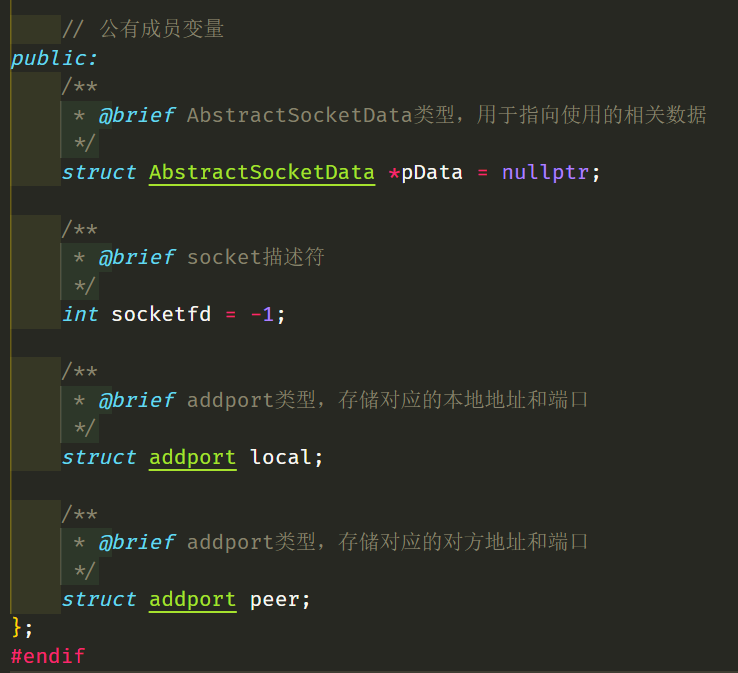 // 公有成员变量
public:
/**
* @brief AbstractSocketData类型，用于指向使用的相关数据
*/
struct AbstractSocketData *pData = nullptr;
/**
* @brief socket描述符
*/
int socketfd = -1;
/**
* @brief addport类型，存储对应的本地地址和端口
*/
struct addport local;
/**
* @brief addport类型，存储对应的对方地址和端口
*/
struct addport peer;
};
#endif